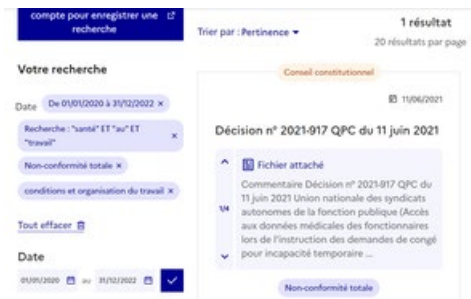 compte pour enregistrer une
recherche
Votre recherche
Date De 01/01/2020 à 31/12/2022 ×
Recherche : "santé" ET "au" ET
"travail" ×
Non-conformité totale ×
conditions et organisation du travail ×
Tout effacer
Date
01/01/2020 au 31/12/2022
Trier par : Pertinence
1 résultat
20 résultats par page
Conseil constitutionnel
11/06/2021
Décision n° 2021-917 QPC du 11 juin 2021
Fichier attaché
Commentaire Décision n° 2021-917 QPC du
11 juin 2021 Union nationale des syndicats
autonomes de la fonction publique (Accès
aux données médicales des fonctionnaires
lors de l'instruction des demandes de congé
pour incapacité temporaire ...
1/4
Non-conformité totale